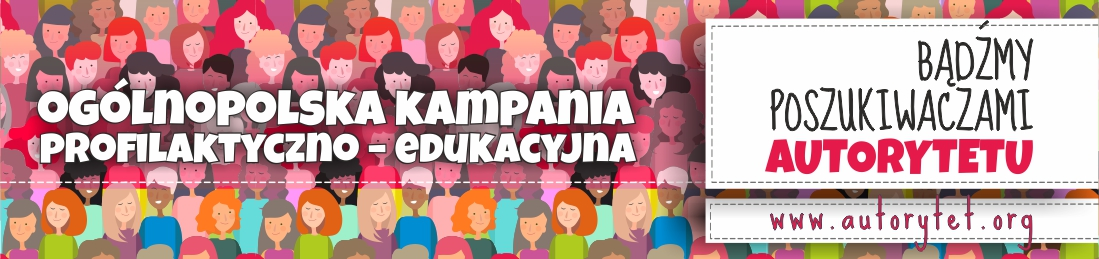 OGÓLNOPOLSKA KAMPANIA
PROFILAKTYCZNO - EDUKACYJNA
BĄDŹMY
POSZUKIWACZAMI
AUTORYTETU
www.autorytet.org